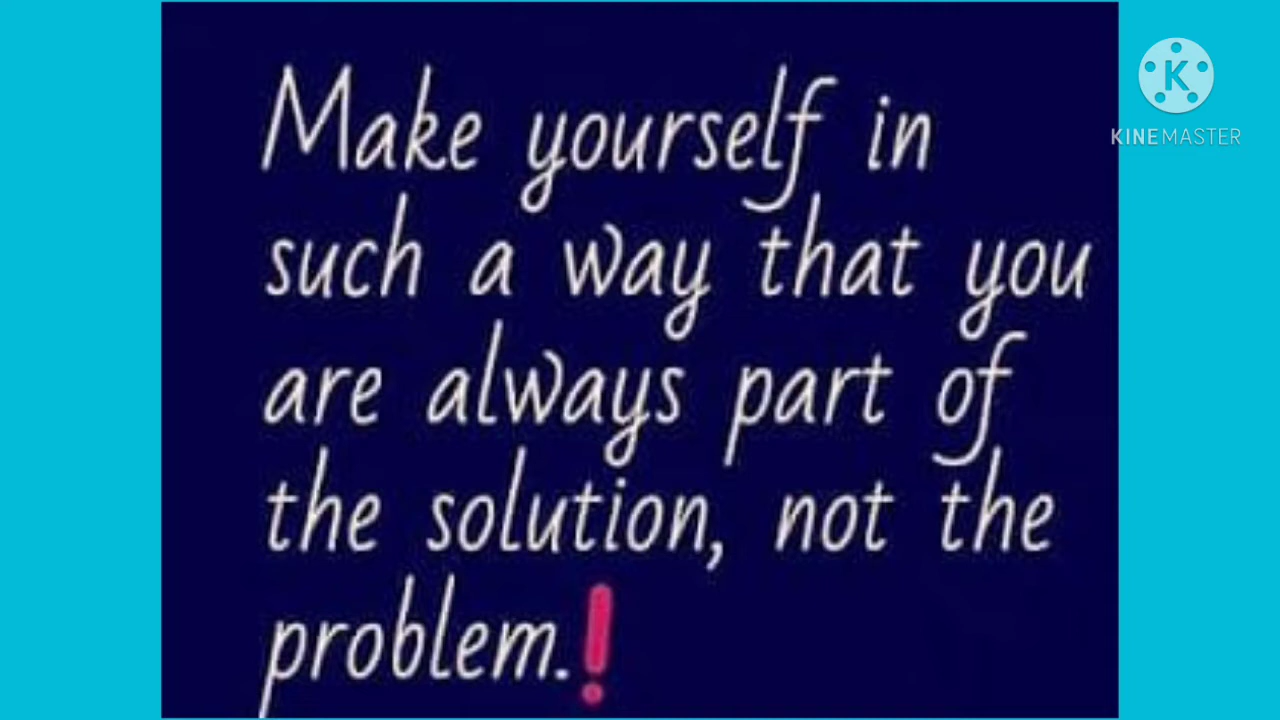 Make yourself in
such a way that you
are always part of
the solution, not the
problem.❗
K
KINEMASTER